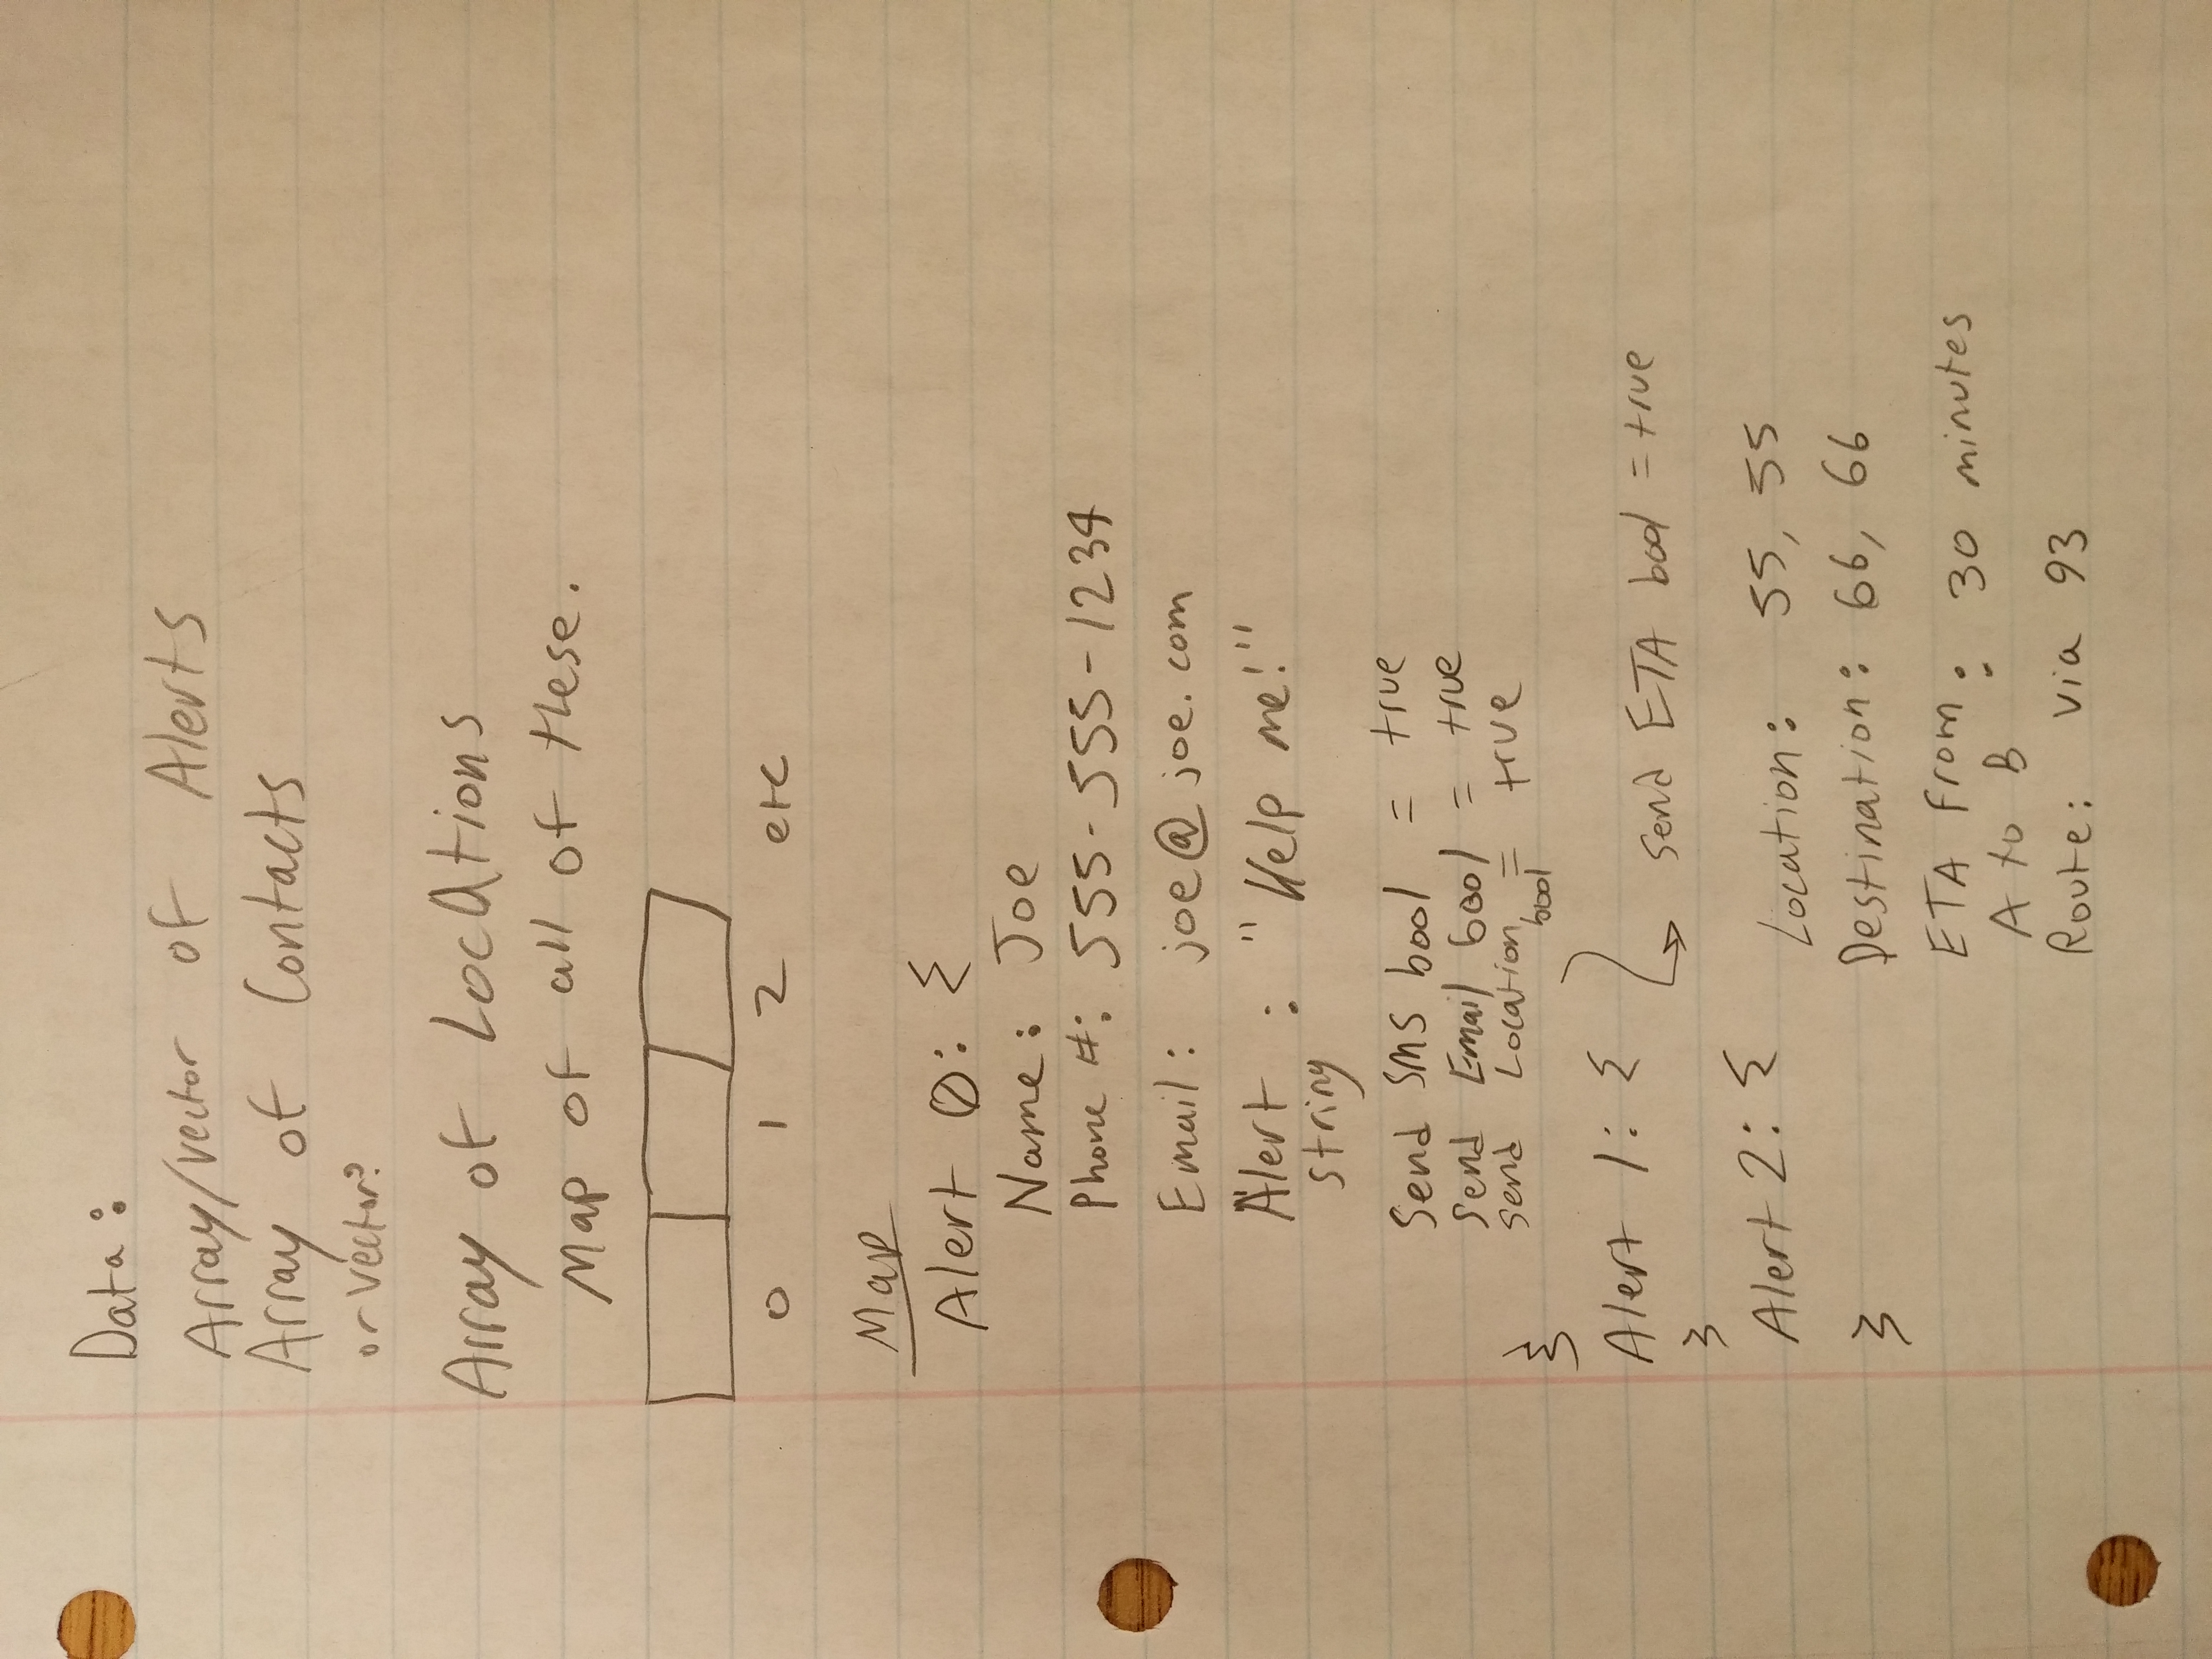 Data:
Array/vector of Alerts
Array of Contacts
or vector?
Array of Locations
Map of all of these.
0 1 2 etc
Map
Alert 0: {
Name: Joe
Phone #: 555-555-1234
Email: joe@joe.com
Alert : "Help me!"
string
Send SMS bool = true
Send Email bool = true
send Location = true
bool
}
Alert 1: {
send ETA bool = true
}
Alert 2: {
Location: 55, 55
Destination: 66, 66
}
ETA from : 30 minutes
A to B
Route: via 93